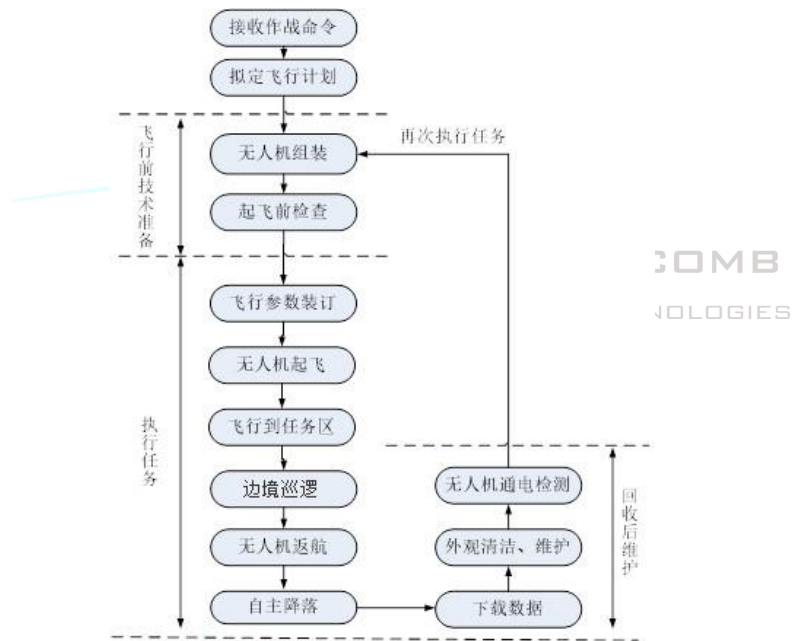 接收作战命令
拟定飞行计划
飞行前技术准备
无人机组装
再次执行任务
起飞前检查
飞行参数装订
无人机起飞
飞行到任务区
执行任务
边境巡逻
无人机返航
自主降落
无人机通电检测
外观清洁、维护
下载数据
回收后维护
COMB
NOLOGIES